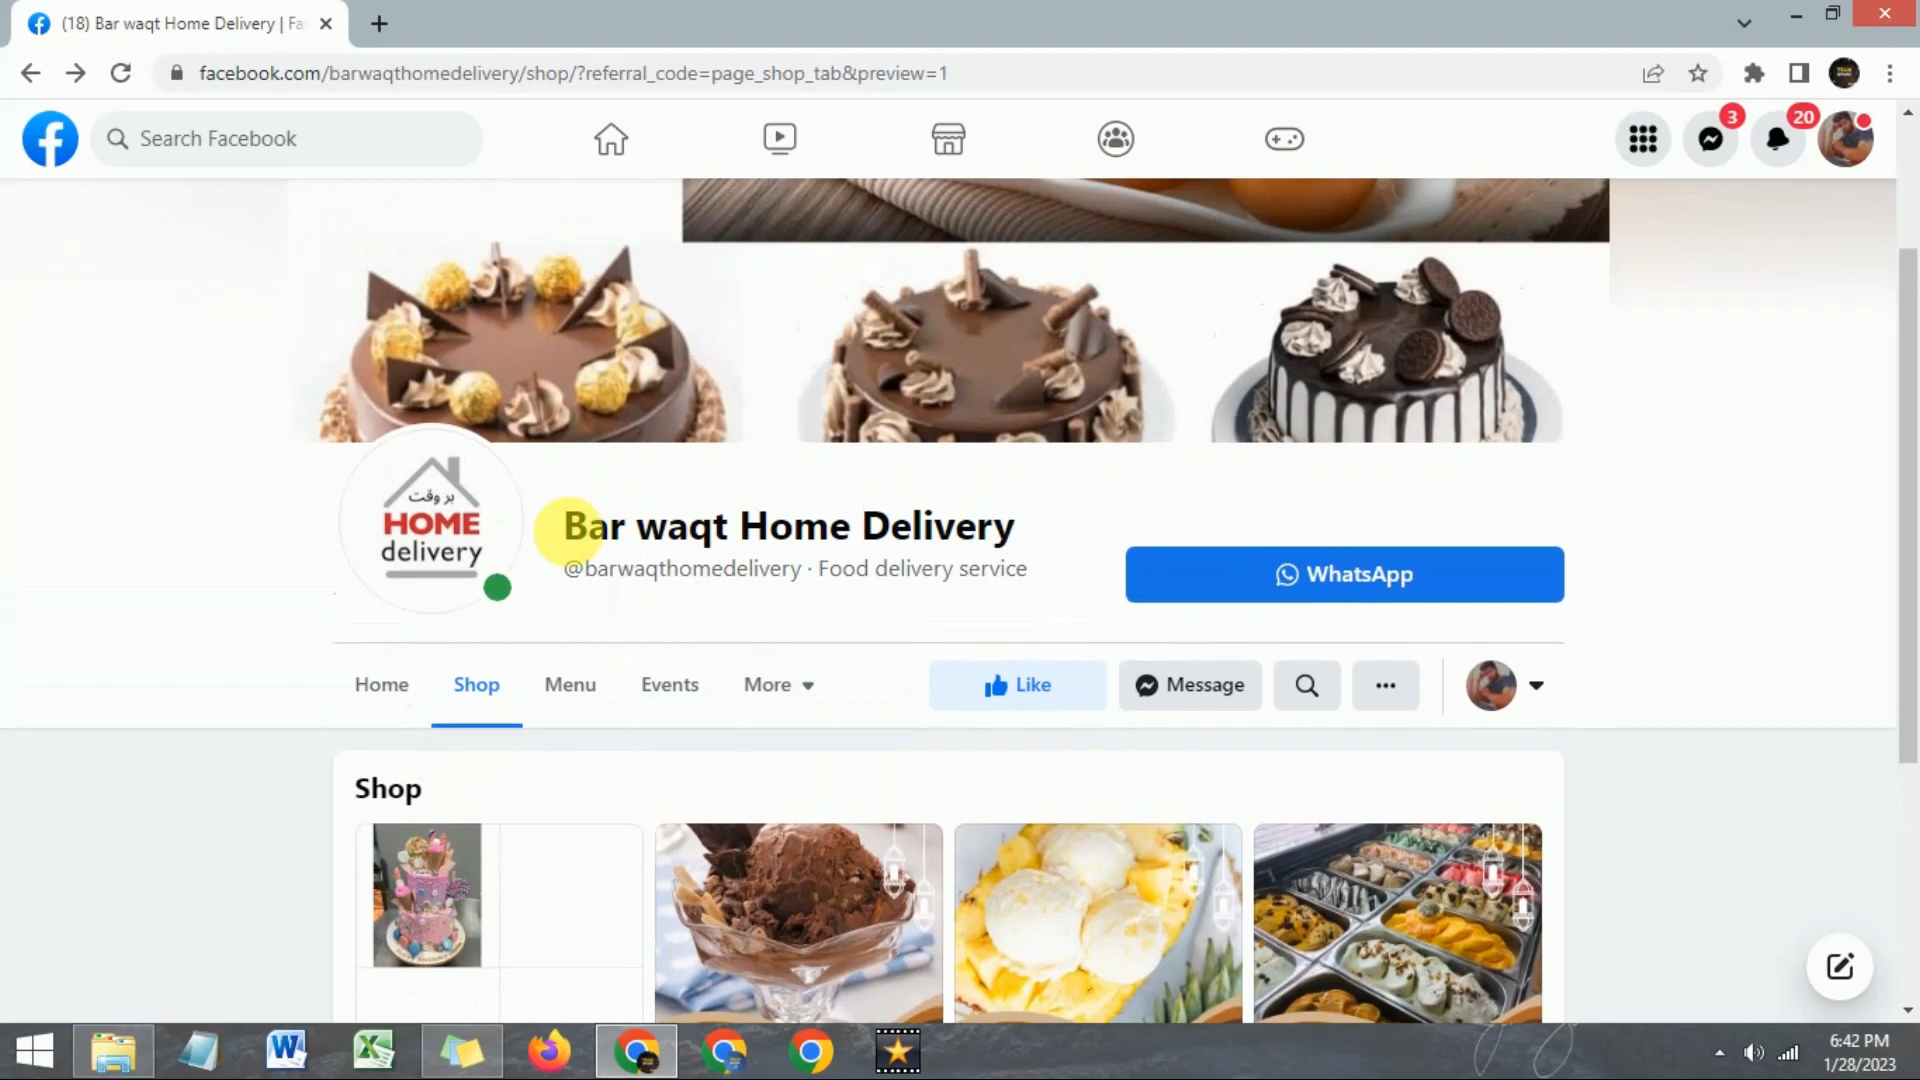 (18) Bar waqt Home Delivery | Fa
facebook.com/barwaqthomedelivery/shop/?referral_code=page_shop_tab&preview=1
Search Facebook
3
20
بر وقت
HOME
delivery
Bar waqt Home Delivery
@barwaqthomedelivery · Food delivery service
WhatsApp
Home
Shop
Menu
Events
More
Like
Message
Shop
6:42 PM
1/28/2023